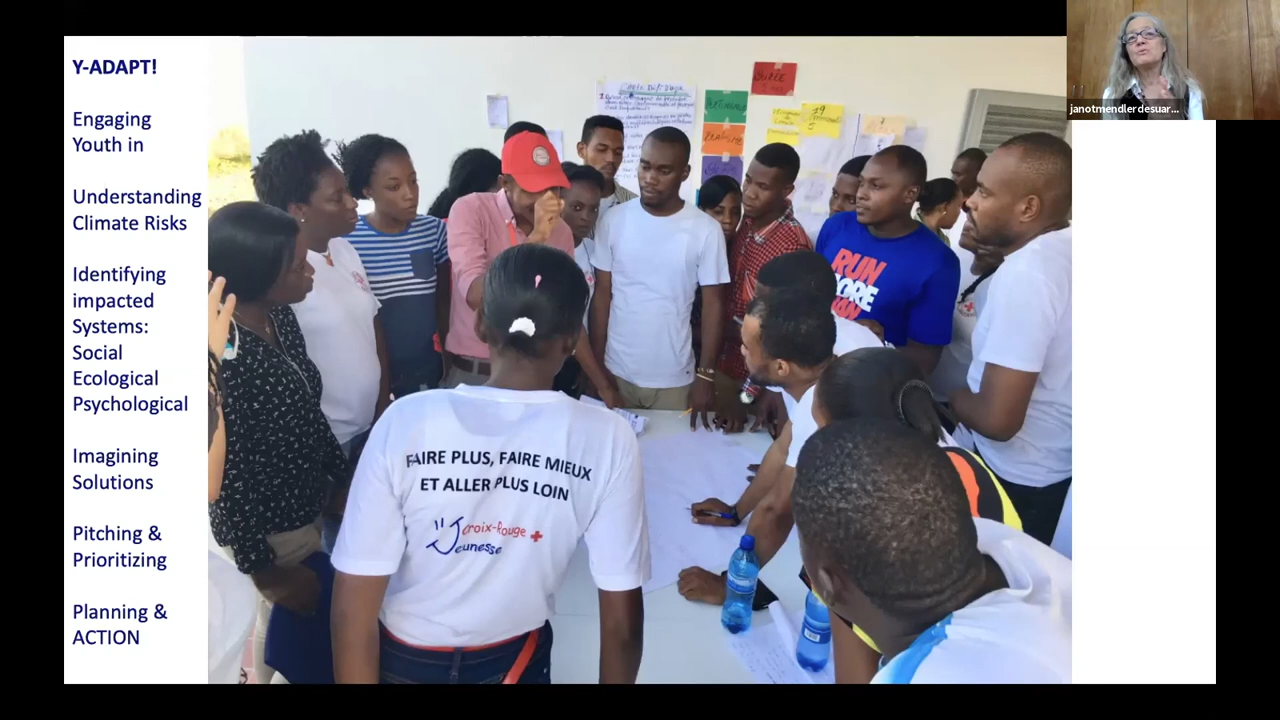 Y-ADAPT!
Engaging
Youth in
Understanding
Climate Risks
Identifying
impacted
Systems:
Social
Ecological
Psychological
Imagining
Solutions
Pitching &
Prioritizing
Planning &
ACTION
RUN
FAIRE PLUS, FAIRE MIEUX
ET ALLER PLUS LOIN
Croix-Rouge
Jeunesse
janotmendlerdesuar...